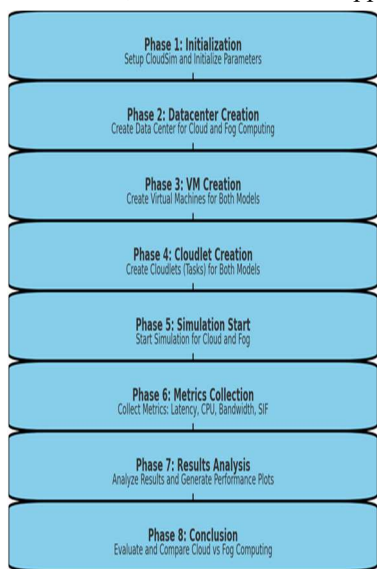 Phase 1: Initialization
Setup CloudSim and Initialize Parameters
Phase 2: Datacenter Creation
Create Data Center for Cloud and Fog Computing
Phase 3: VM Creation
Create Virtual Machines for Both Models
Phase 4: Cloudlet Creation
Create Cloudlets (Tasks) for Both Models
Phase 5: Simulation Start
Start Simulation for Cloud and Fog
Phase 6: Metrics Collection
Collect Metrics: Latency, CPU, Bandwidth, SIF
Phase 7: Results Analysis
Analyze Results and Generate Performance Plots
Phase 8: Conclusion
Evaluate and Compare Cloud vs Fog Computing